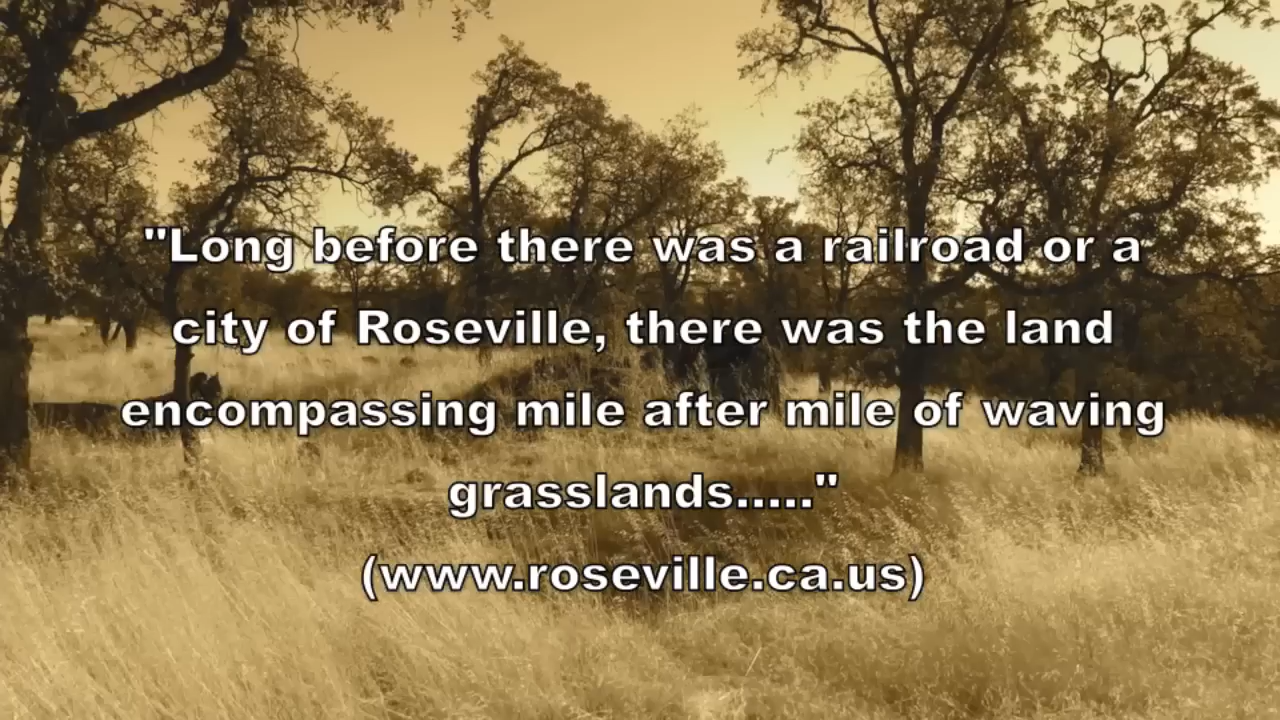 "Long before there was a railroad or a
city of Roseville, there was the land
encompassing mile after mile of waving
grasslands....."
(www.roseville.ca.us)